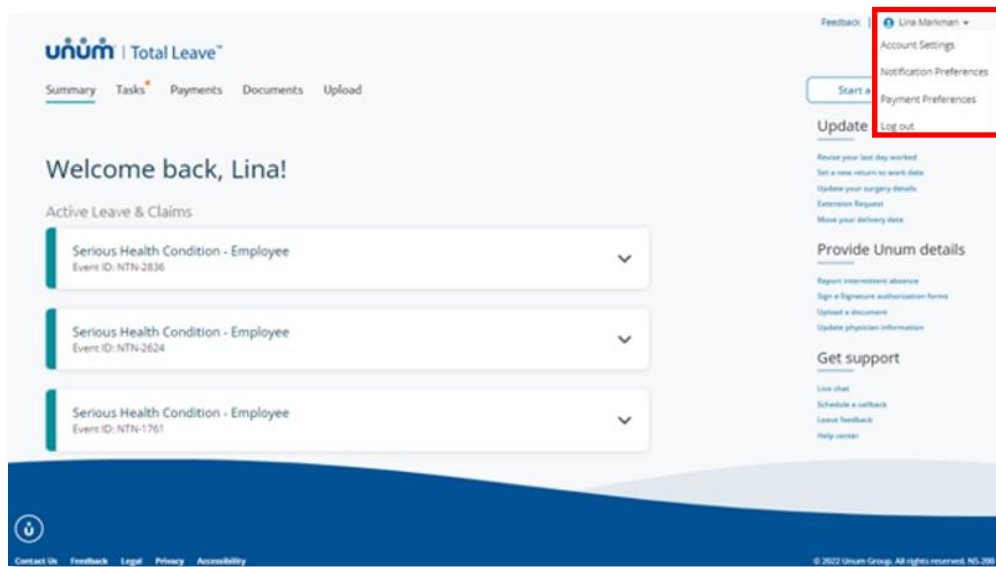 Feedback | Lina Markman
unum | Total Leave™
Account Settings
Notification Preferences
Payment Preferences
Log out
Summary Tasks Payments Documents Upload
Start a
Welcome back, Lina!
Active Leave & Claims
Serious Health Condition - Employee
Event ID: NTN-2836
Serious Health Condition - Employee
Event ID: NTN-2624
Serious Health Condition - Employee
Event ID: NTN-1761
Update
Revise your last day worked
Set a new return to work date
Update your surgery details
Extension Request
Move your delivery date
Provide Unum details
Report intermittent absence
Sign e-Signature authorization forms
Upload a document
Update physician information
Get support
Live chat
Schedule a callback
Leave feedback
Help center
Contact Us Feedback Legal Privacy Accessibility
© 2022 Unum Group. All rights reserved. NS-200